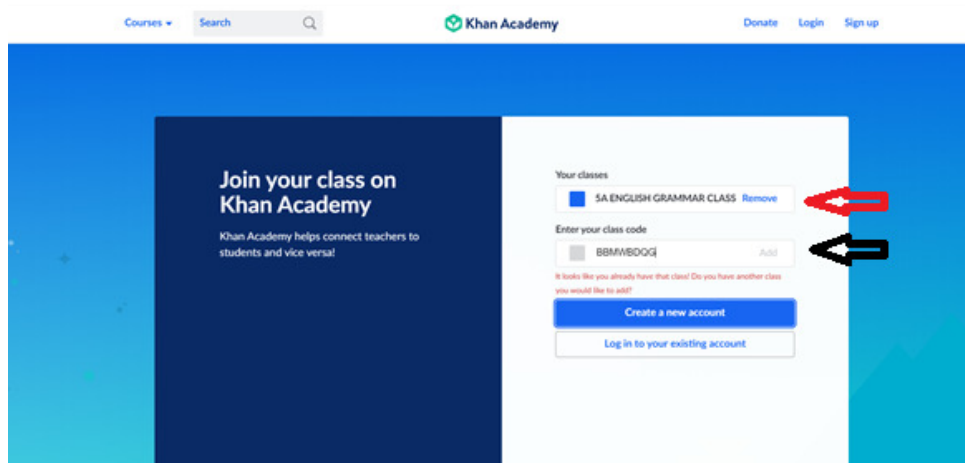 Courses Search Khan Academy Donate Login Sign up
Join your class on
Khan Academy
Khan Academy helps connect teachers to
students and vice versa!
Your classes
5A ENGLISH GRAMMAR CLASS Remove
Enter your class code
BBMWBDQG Add
It looks like you already have that class! Do you have another class
you would like to add?
Create a new account
Log in to your existing account